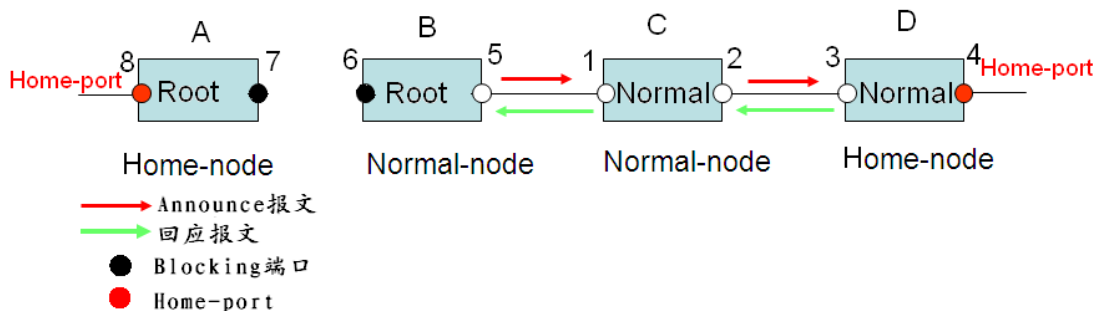 A B C D
8 7 6 5 1 2 3 4
Home-port Root Root Normal Normal Home-port
Home-node Normal-node Normal-node Home-node
Announce报文
回应报文
Blocking端口
Home-port